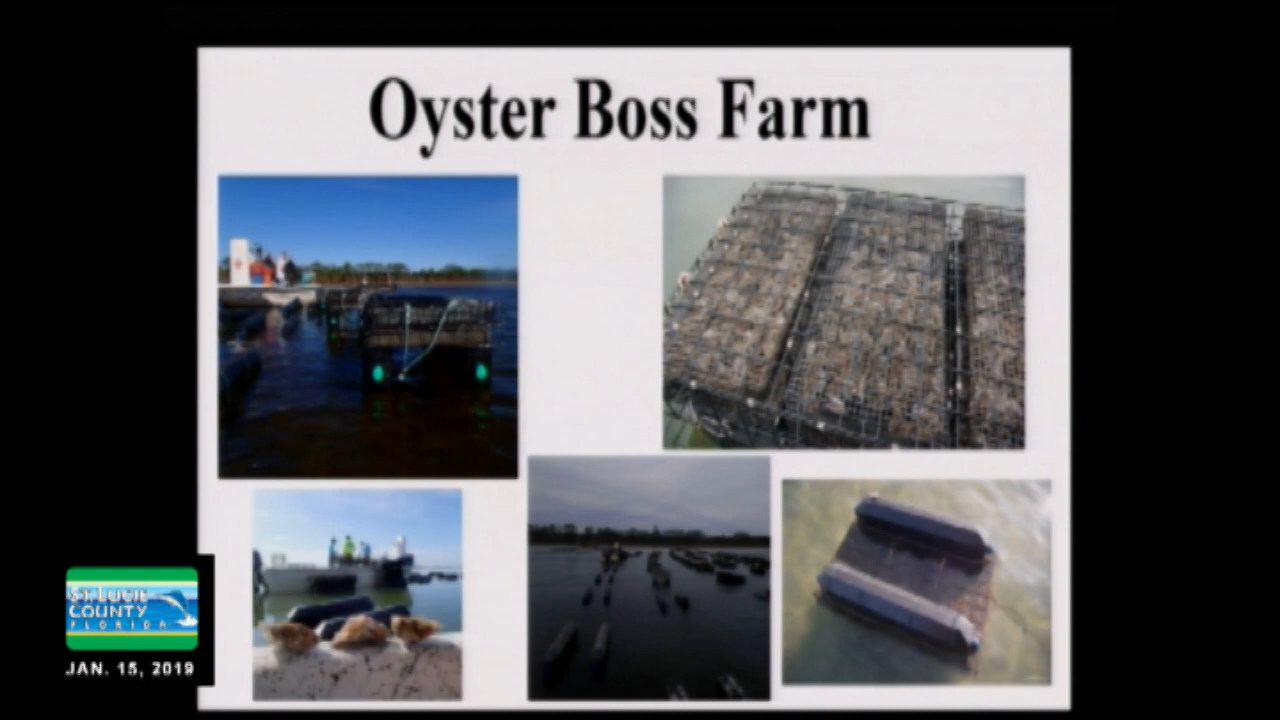 Oyster Boss Farm
ST. LUCIE
COUNTY
FLORIDA
JAN. 15, 2019